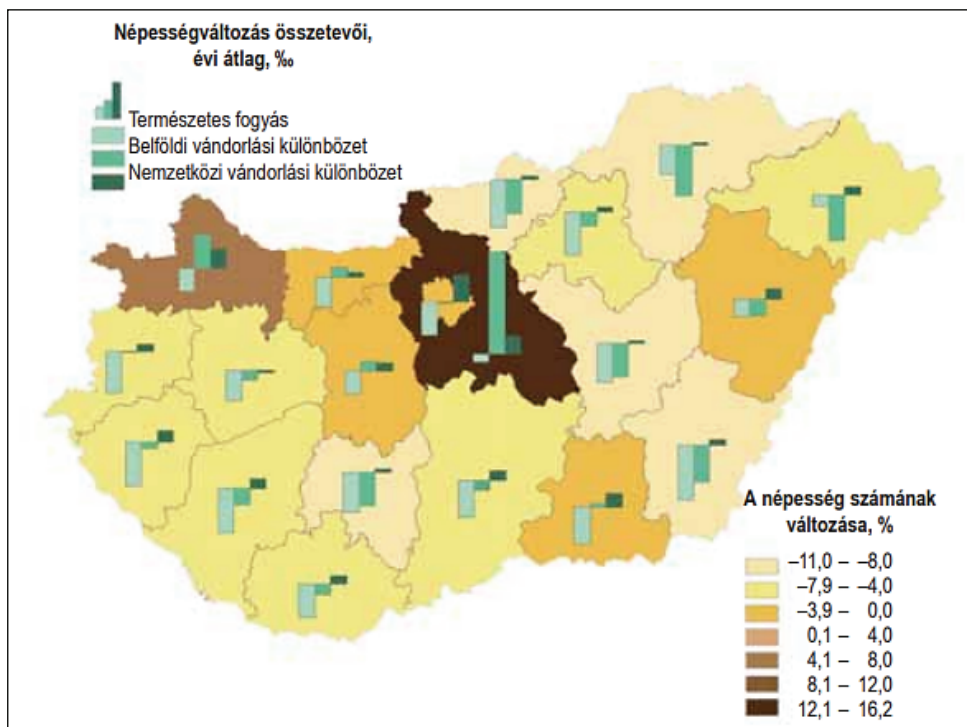 Népességváltozás összetevői,
évi átlag, ‰
Természetes fogyás
Belföldi vándorlási különbözet
Nemzetközi vándorlási különbözet
A népesség számának
változása, %
–11,0 – –8,0
–7,9 – –4,0
–3,9 – 0,0
0,1 – 4,0
4,1 – 8,0
8,1 – 12,0
12,1 – 16,2